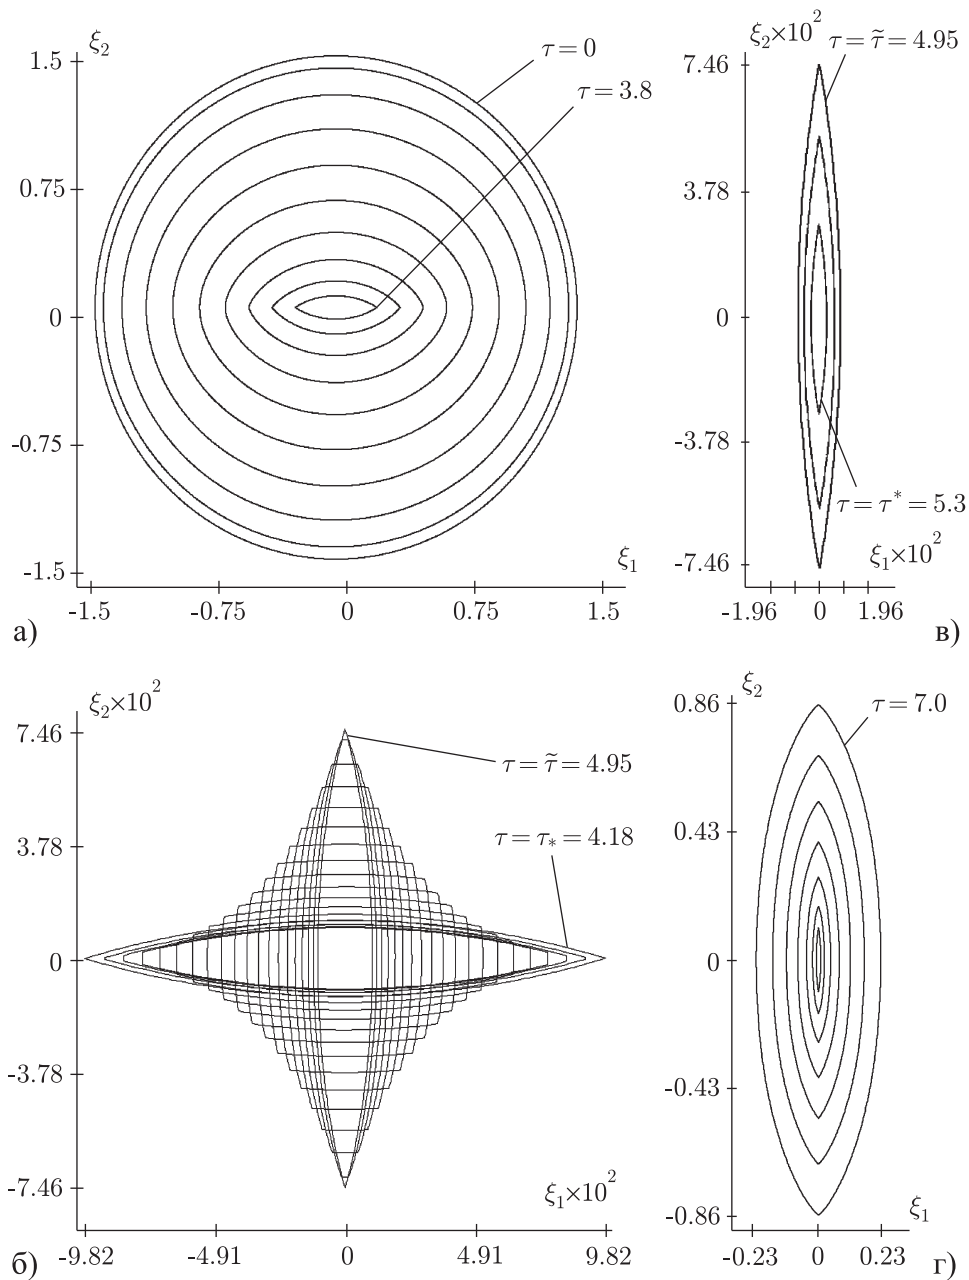 ξ₂
1.5
0.75
0
-0.75
-1.5
-1.5
-0.75
0
0.75
1.5
ξ₁
τ = 0
τ = 3.8
а)
ξ₂×10²
7.46
3.78
0
-3.78
-7.46
-1.96
0
1.96
ξ₁×10²
τ = τ̃ = 4.95
τ = τ* = 5.3
в)
ξ₂×10²
7.46
3.78
0
-3.78
-7.46
-9.82
-4.91
0
4.91
9.82
ξ₁×10²
τ = τ̃ = 4.95
τ = τ₊ = 4.18
б)
ξ₂
0.86
0.43
0
-0.43
-0.86
-0.23
0
0.23
ξ₁
τ = 7.0
г)